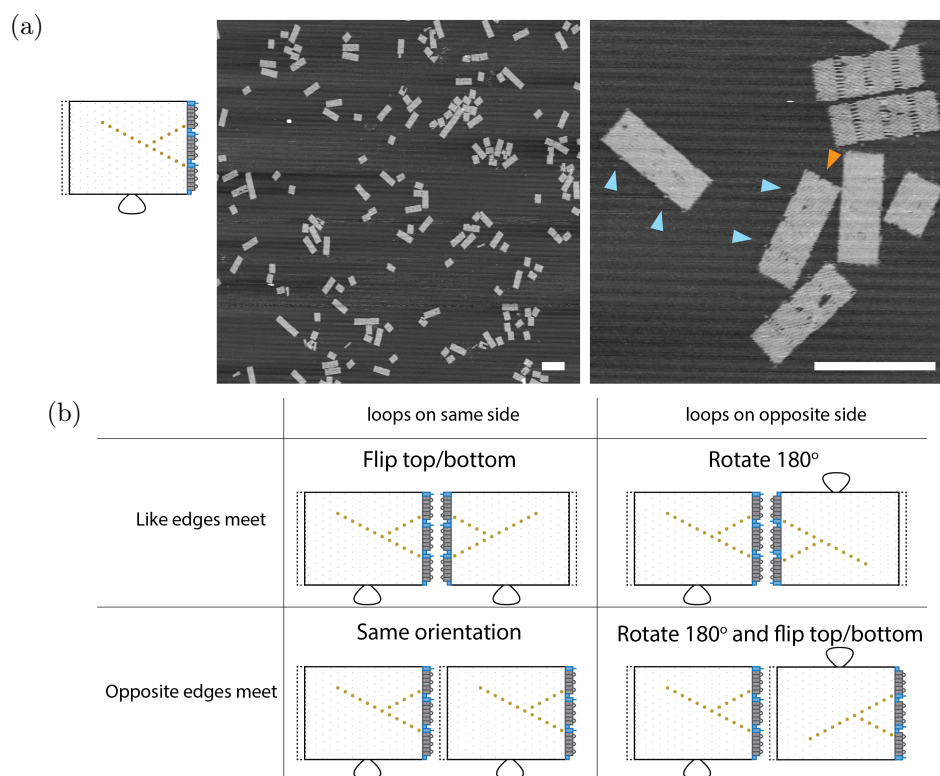 (a)
(b)
loops on same side
loops on opposite side
Like edges meet
Flip top/bottom
Rotate 180°
Opposite edges meet
Same orientation
Rotate 180° and flip top/bottom